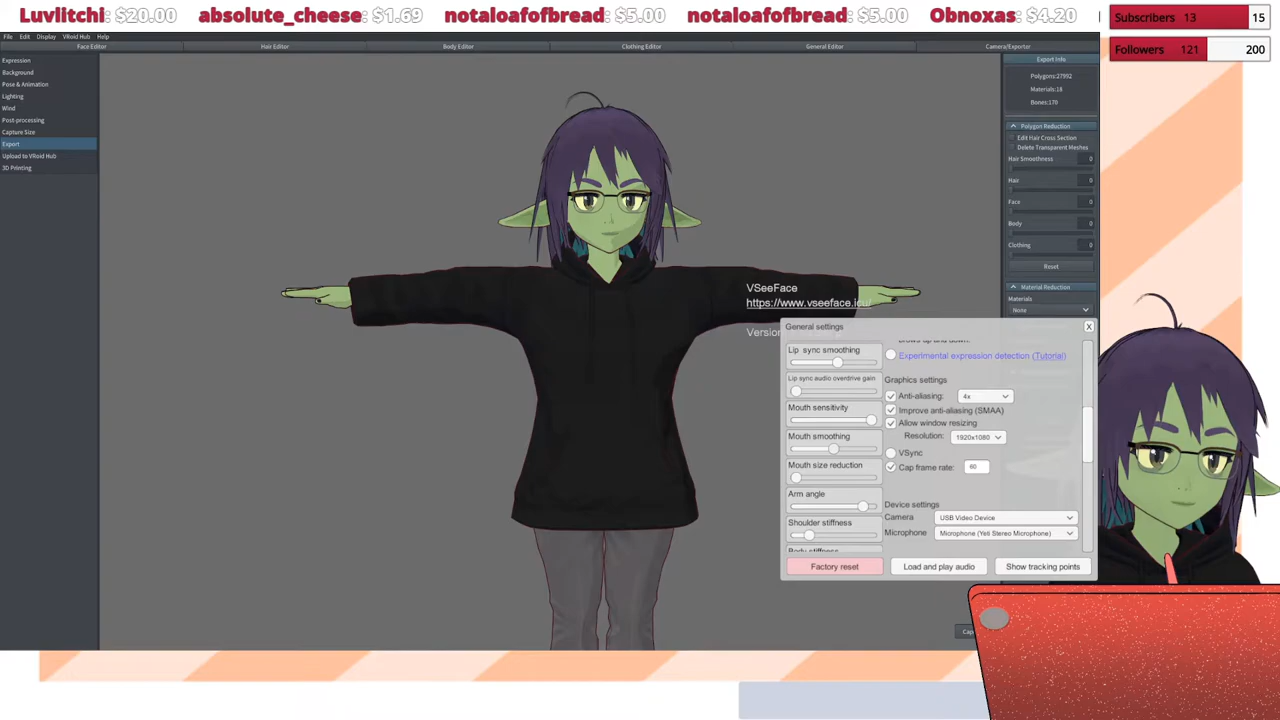 Luvlitchi: $20.00 absolute_cheese: $1.69 notaloafofbread: $5.00 notaloafofbread: $5.00 Obnoxas: $4.20
Subscribers 13 15
Followers 121 200
File Edit Display VRoid Hub Help
Face Editor Hair Editor Body Editor Clothing Editor General Editor Camera/Exporter
Expression
Background
Pose & Animation
Lighting
Wind
Post-processing
Capture Size
Export
Upload to VRoid Hub
3D Printing
Export Info
Polygons:27992
Materials:18
Bones:170
Polygon Reduction
Edit Hair Cross Section
Delete Transparent Meshes
Hair Smoothness 0
Hair 0
Face 0
Body 0
Clothing 0
Reset
Material Reduction
Materials
None
VSeeFace
https://www.vseeface.icu/
Version
General settings X
Lip sync smoothing
Lip sync audio overdrive gain
Mouth sensitivity
Mouth smoothing
Mouth size reduction
Arm angle
Shoulder stiffness
Body stiffness
Experimental expression detection (Tutorial)
Graphics settings
Anti-aliasing: 4x
Improve anti-aliasing (SMAA)
Allow window resizing
Resolution: 1920x1080
VSync
Cap frame rate: 60
Device settings
Camera USB Video Device
Microphone Microphone (Yeti Stereo Microphone)
Factory reset Load and play audio Show tracking points